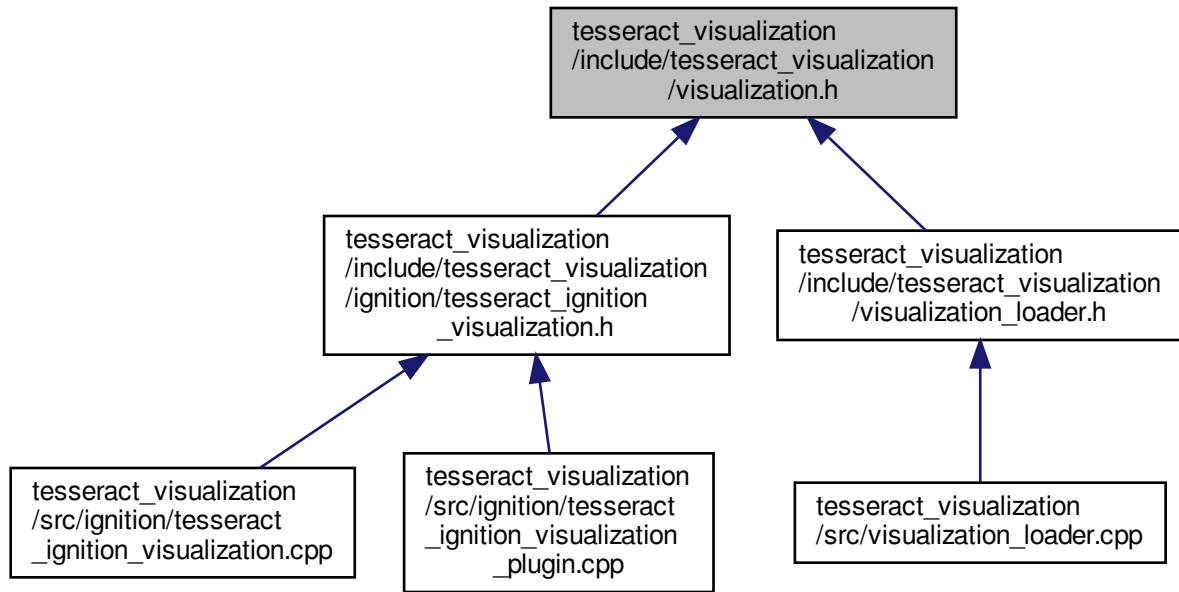 tesseract_visualization
/include/tesseract_visualization
/visualization.h
tesseract_visualization
/include/tesseract_visualization
/ignition/tesseract_ignition
_visualization.h
tesseract_visualization
/include/tesseract_visualization
/visualization_loader.h
tesseract_visualization
/src/ignition/tesseract
_ignition_visualization.cpp
tesseract_visualization
/src/ignition/tesseract
_ignition_visualization
_plugin.cpp
tesseract_visualization
/src/visualization_loader.cpp